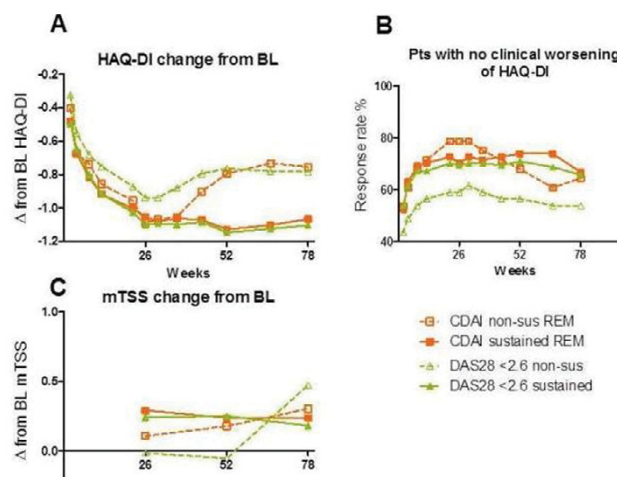 A
HAQ-DI change from BL
-0.2
-0.4
-0.6
-0.8
-1.0
-1.2
Δ from BL HAQ-DI
26
52
78
Weeks
B
Pts with no clinical worsening
of HAQ-DI
100
80
60
40
Response rate %
26
52
78
Weeks
C
mTSS change from BL
1.0
0.5
0.0
Δ from BL mTSS
26
52
78
CDAI non-sus REM
CDAI sustained REM
DAS28 <2.6 non-sus
DAS28 <2.6 sustained